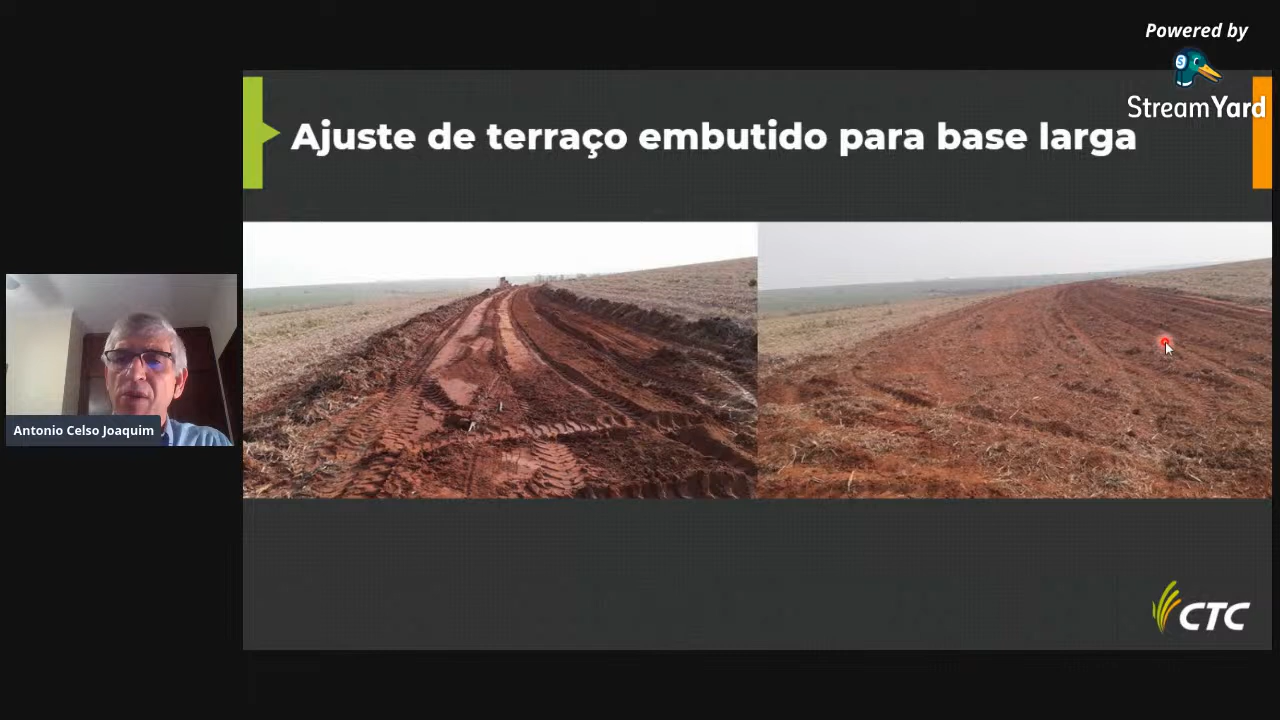 Powered by
StreamYard
Ajuste de terraço embutido para base larga
Antonio Celso Joaquim
CTC